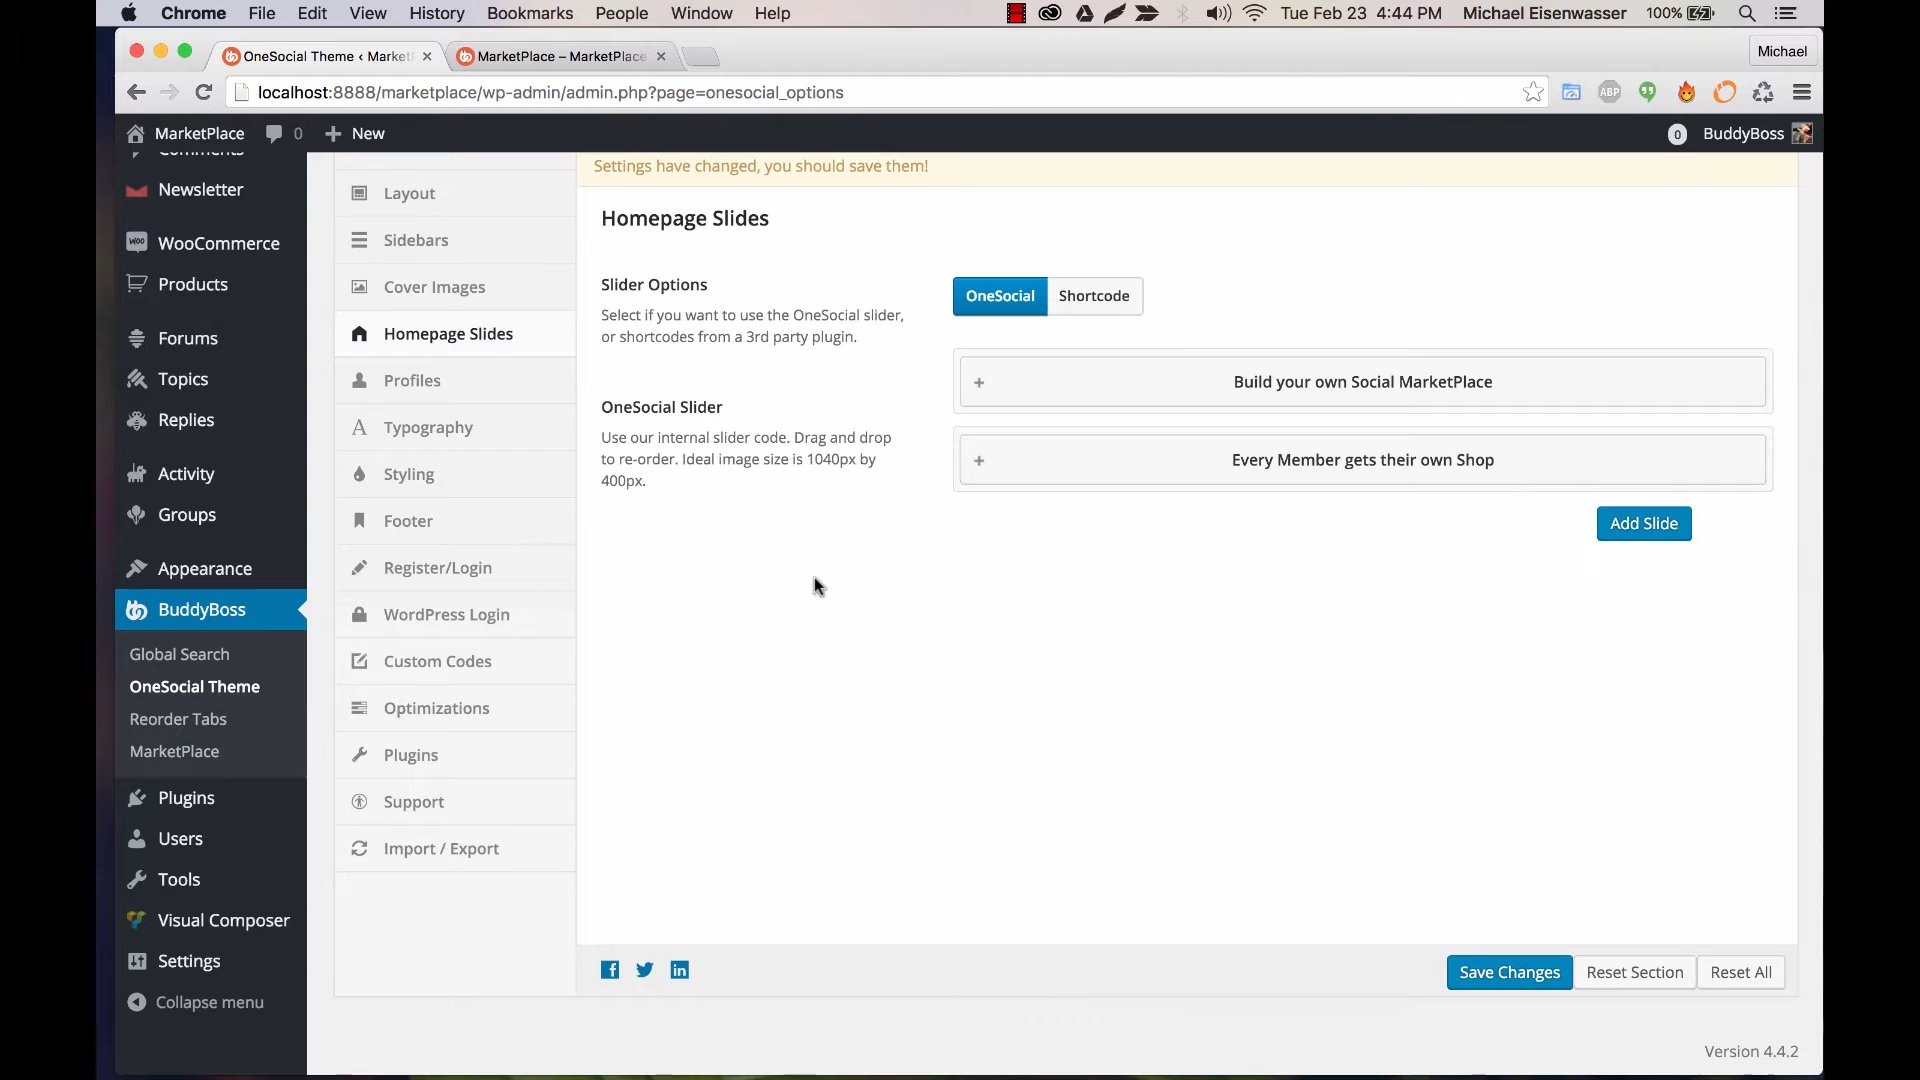 Chrome File Edit View History Bookmarks People Window Help Tue Feb 23 4:44 PM Michael Eisenwasser 100%
OneSocial Theme ‹ Market
MarketPlace – MarketPlace
Michael
localhost:8888/marketplace/wp-admin/admin.php?page=onesocial_options
ABP
MarketPlace 0 New
0 BuddyBoss
Comments
Newsletter
WooCommerce
Products
Forums
Topics
Replies
Activity
Groups
Appearance
BuddyBoss
Global Search
OneSocial Theme
Reorder Tabs
MarketPlace
Plugins
Users
Tools
Visual Composer
Settings
Collapse menu
Layout
Sidebars
Cover Images
Homepage Slides
Profiles
Typography
Styling
Footer
Register/Login
WordPress Login
Custom Codes
Optimizations
Plugins
Support
Import / Export
Settings have changed, you should save them!
Homepage Slides
Slider Options
Select if you want to use the OneSocial slider,
or shortcodes from a 3rd party plugin.
OneSocial Shortcode
OneSocial Slider
Use our internal slider code. Drag and drop
to re-order. Ideal image size is 1040px by
400px.
+ Build your own Social MarketPlace
+ Every Member gets their own Shop
Add Slide
Save Changes Reset Section Reset All
Version 4.4.2